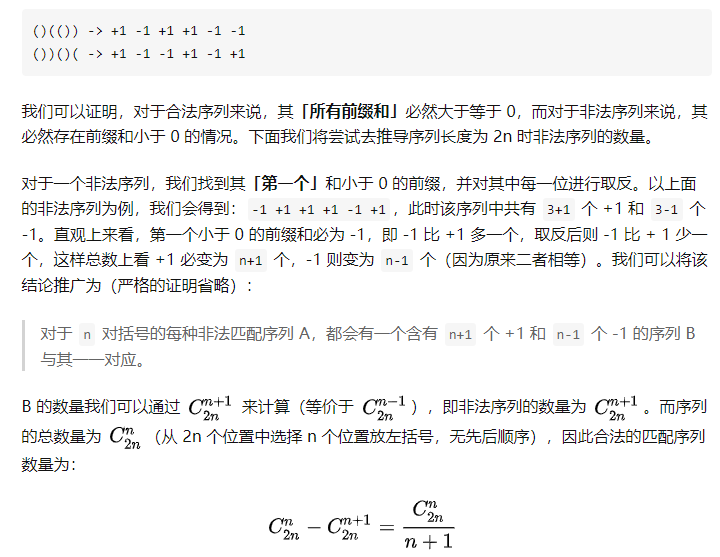 ()(()) -> +1 -1 +1 +1 -1 -1
())()( -> +1 -1 -1 +1 -1 +1
我们可以证明，对于合法序列来说，其「所有前缀和」必然大于等于 0，而对于非法序列来说，其
必然存在前缀和小于 0 的情况。下面我们将尝试去推导序列长度为 2n 时非法序列的数量。
对于一个非法序列，我们找到其「第一个」和小于 0 的前缀，并对其中每一位进行取反。以上面
的非法序列为例，我们会得到： -1 +1 +1 +1 -1 +1 ，此时该序列中共有 3+1 个 +1 和 3-1 个
-1。直观上来看，第一个小于 0 的前缀和必为 -1，即 -1 比 +1 多一个，取反后则 -1 比 + 1 少一
个，这样总数上看 +1 必变为 n+1 个，-1 则变为 n-1 个（因为原来二者相等）。我们可以将该
结论推广为（严格的证明省略）：
对于 n 对括号的每种非法匹配序列 A，都会有一个含有 n+1 个 +1 和 n-1 个 -1 的序列 B
与其一一对应。
B 的数量我们可以通过 $C_{2n}^{n+1}$ 来计算（等价于 $C_{2n}^{n-1}$），即非法序列的数量为 $C_{2n}^{n+1}$。而序列
的总数量为 $C_{2n}^{n}$（从 2n 个位置中选择 n 个位置放左括号，无先后顺序），因此合法的匹配序列
数量为：
$C_{2n}^{n} - C_{2n}^{n+1} = \frac{C_{2n}^{n}}{n+1}$